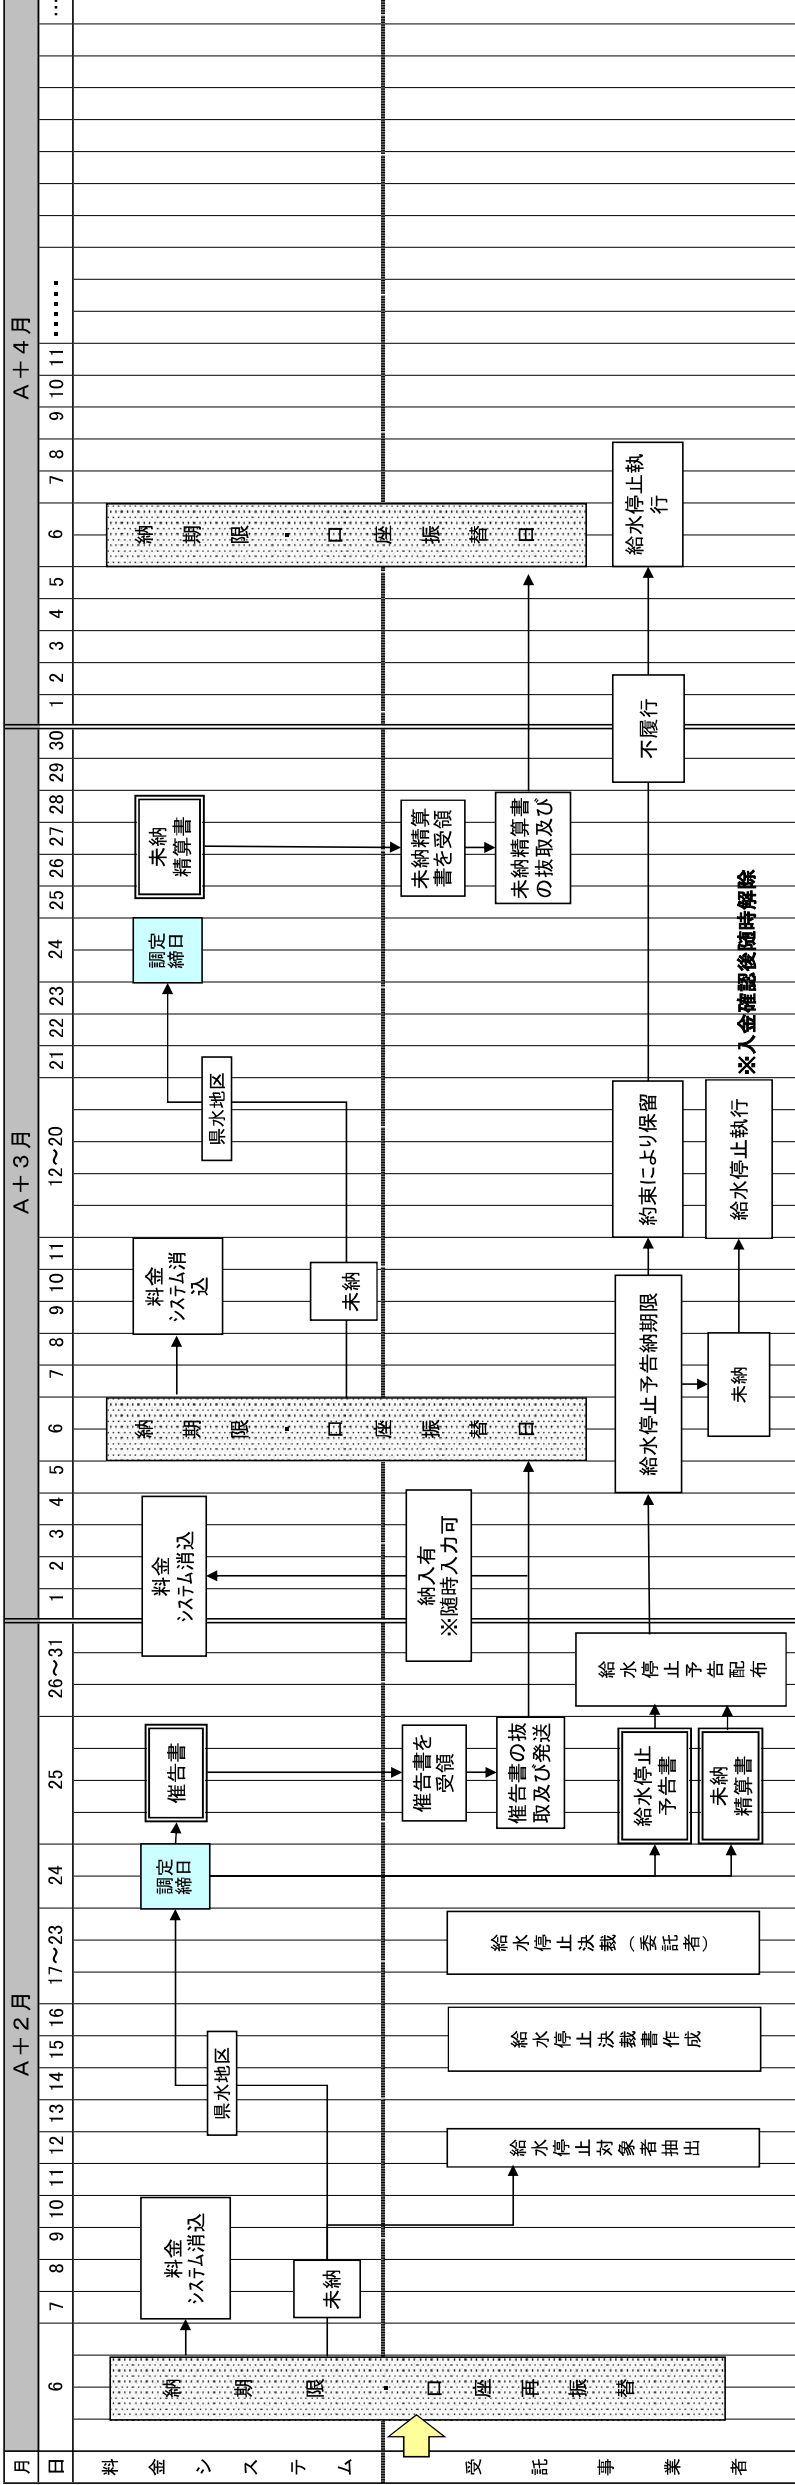 月
A+2月
A+3月
A+4月
日
6
7
8
9
10
11
12
13
14
15
16
17～23
24
25
26～31
1
2
3
4
5
6
7
8
9
10
11
12～20
21
22
23
24
25
26
27
28
29
30
1
2
3
4
5
6
7
8
9
10
11
……
…
料金システム
納期限・口座再振替
料金
システム消込
未納
県水地区
調定
締日
催告書
料金
システム消込
納期限・口座振替日
料金
システム消
込
未納
県水地区
調定
締日
未納
精算書
納期限・口座振替日
受託事業者
給水停止対象者抽出
給水停止決裁書作成
給水停止決裁（委託者）
催告書を
受領
催告書の抜
取及び発送
給水停止
予告書
未納
精算書
給水停止予告配布
納入有
※随時入力可
給水停止予告納期限
未納
約束により保留
給水停止執行
※入金確認後随時解除
未納精算
書を受領
未納精算書
の抜取及び
不履行
給水停止執
行